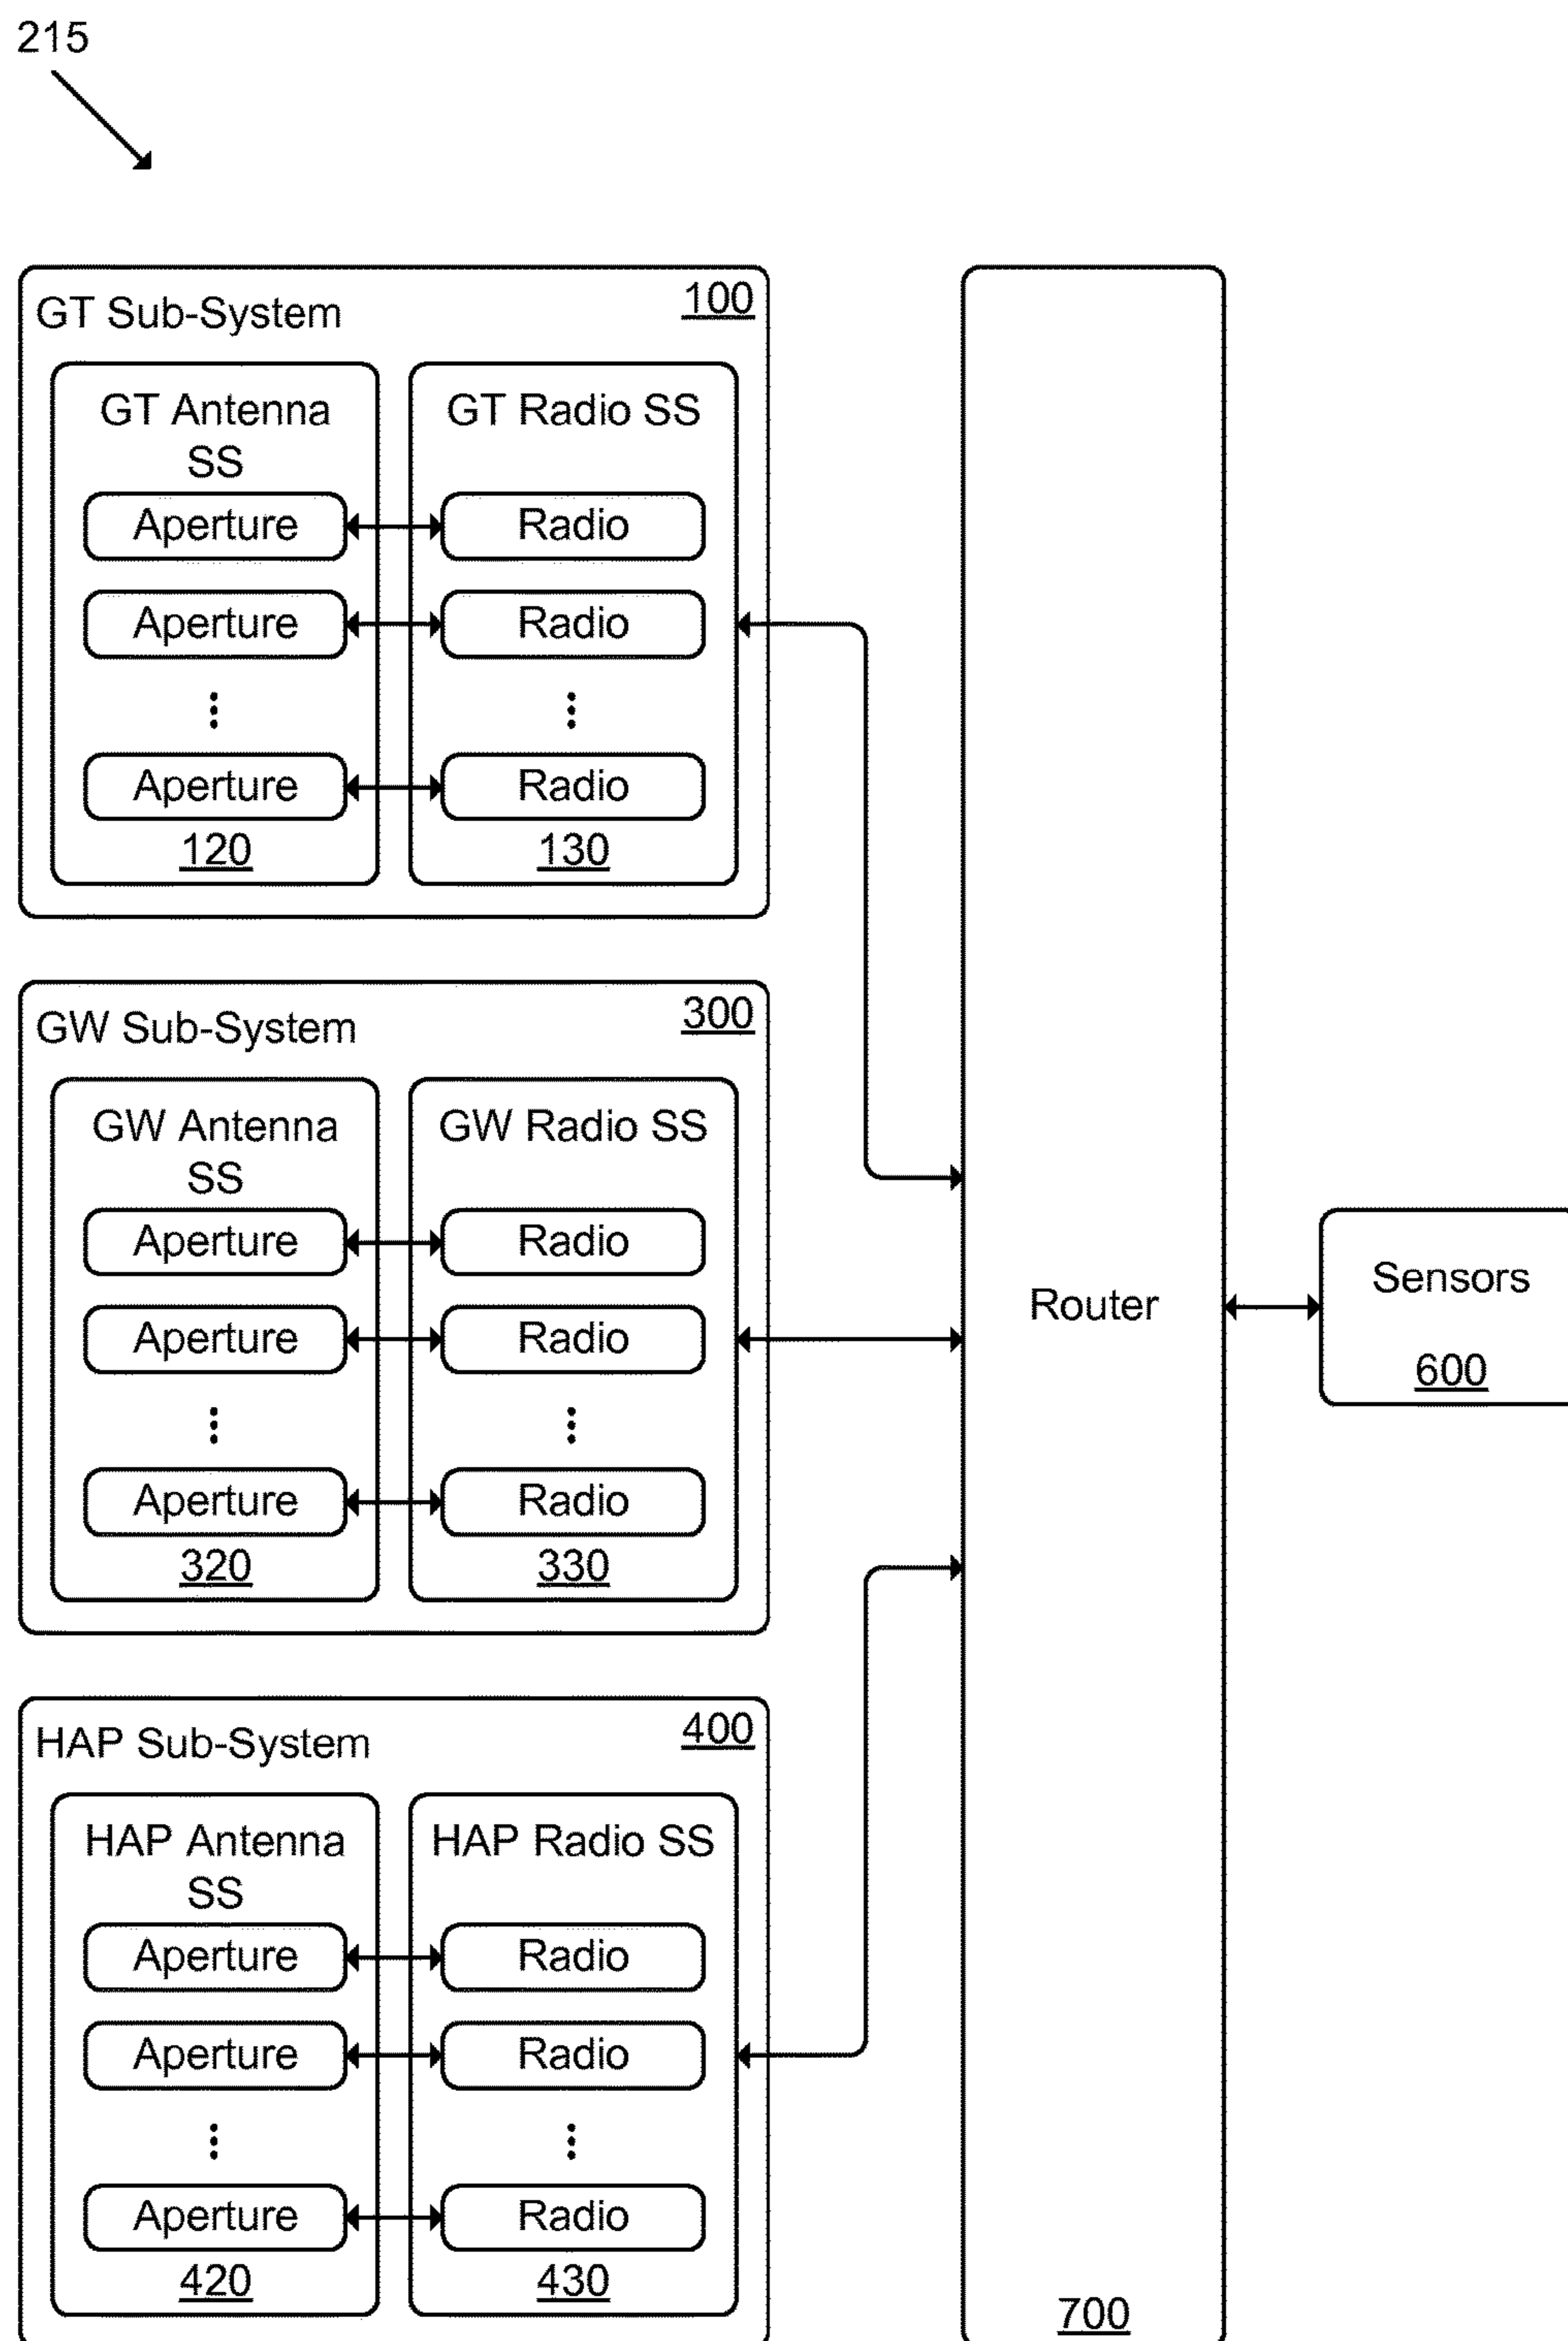 215
GT Sub-System
100
GT Antenna
SS
GT Radio SS
Aperture
Radio
Aperture
Radio
Aperture
Radio
120
130
GW Sub-System
300
GW Antenna
SS
GW Radio SS
Aperture
Radio
Aperture
Radio
Aperture
Radio
320
330
HAP Sub-System
400
HAP Antenna
SS
HAP Radio SS
Aperture
Radio
Aperture
Radio
Aperture
Radio
420
430
Router
700
Sensors
600